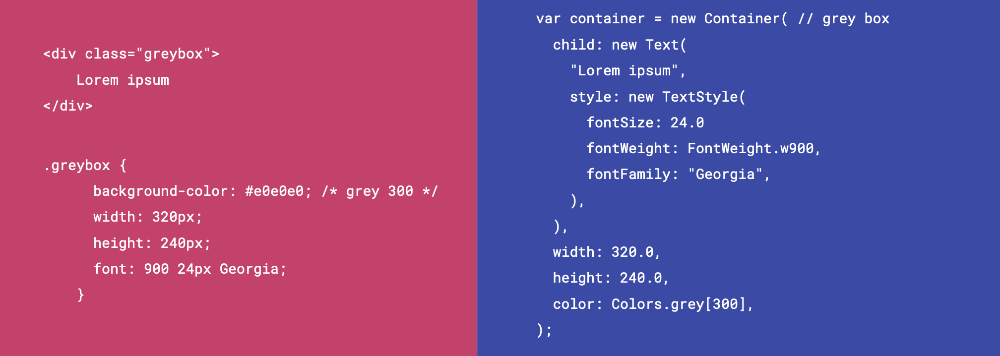 <div class="greybox">
    Lorem ipsum
</div>
.greybox {
      background-color: #e0e0e0; /* grey 300 */
      width: 320px;
      height: 240px;
      font: 900 24px Georgia;
    }
var container = new Container( // grey box
  child: new Text(
    "Lorem ipsum",
    style: new TextStyle(
      fontSize: 24.0
      fontWeight: FontWeight.w900,
      fontFamily: "Georgia",
    ),
  ),
  width: 320.0,
  height: 240.0,
  color: Colors.grey[300],
);